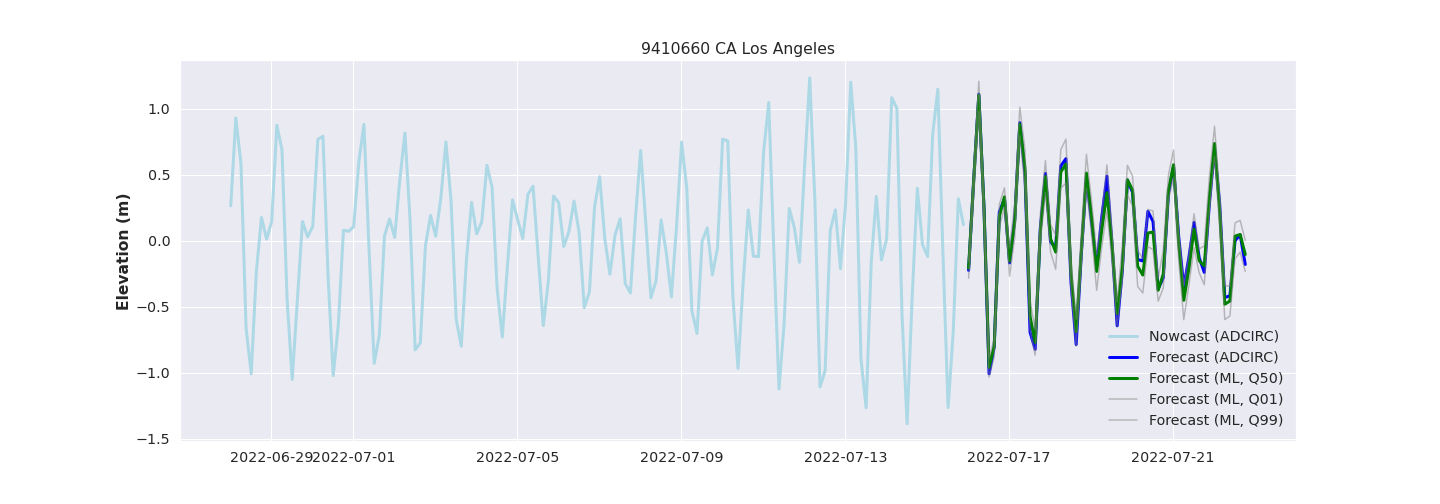 9410660 CA Los Angeles
Elevation (m)
1.0
0.5
0.0
−0.5
−1.0
−1.5
2022-06-29 2022-07-01 2022-07-05 2022-07-09 2022-07-13 2022-07-17 2022-07-21
Nowcast (ADCIRC)
Forecast (ADCIRC)
Forecast (ML, Q50)
Forecast (ML, Q01)
Forecast (ML, Q99)